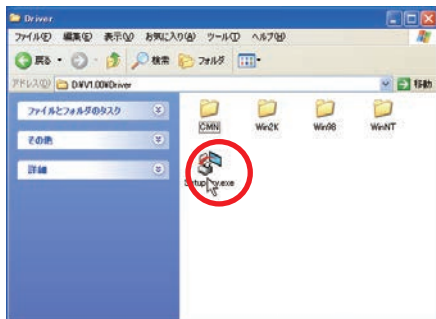 Driver
ファイル(F) 編集(E) 表示(V) お気に入り(A) ツール(T) ヘルプ(H)
戻る 検索 フォルダ
アドレス(D) D:¥V1.00¥Driver 移動
ファイルとフォルダのタスク
その他
詳細
CMN Win2K Win98 WinNT